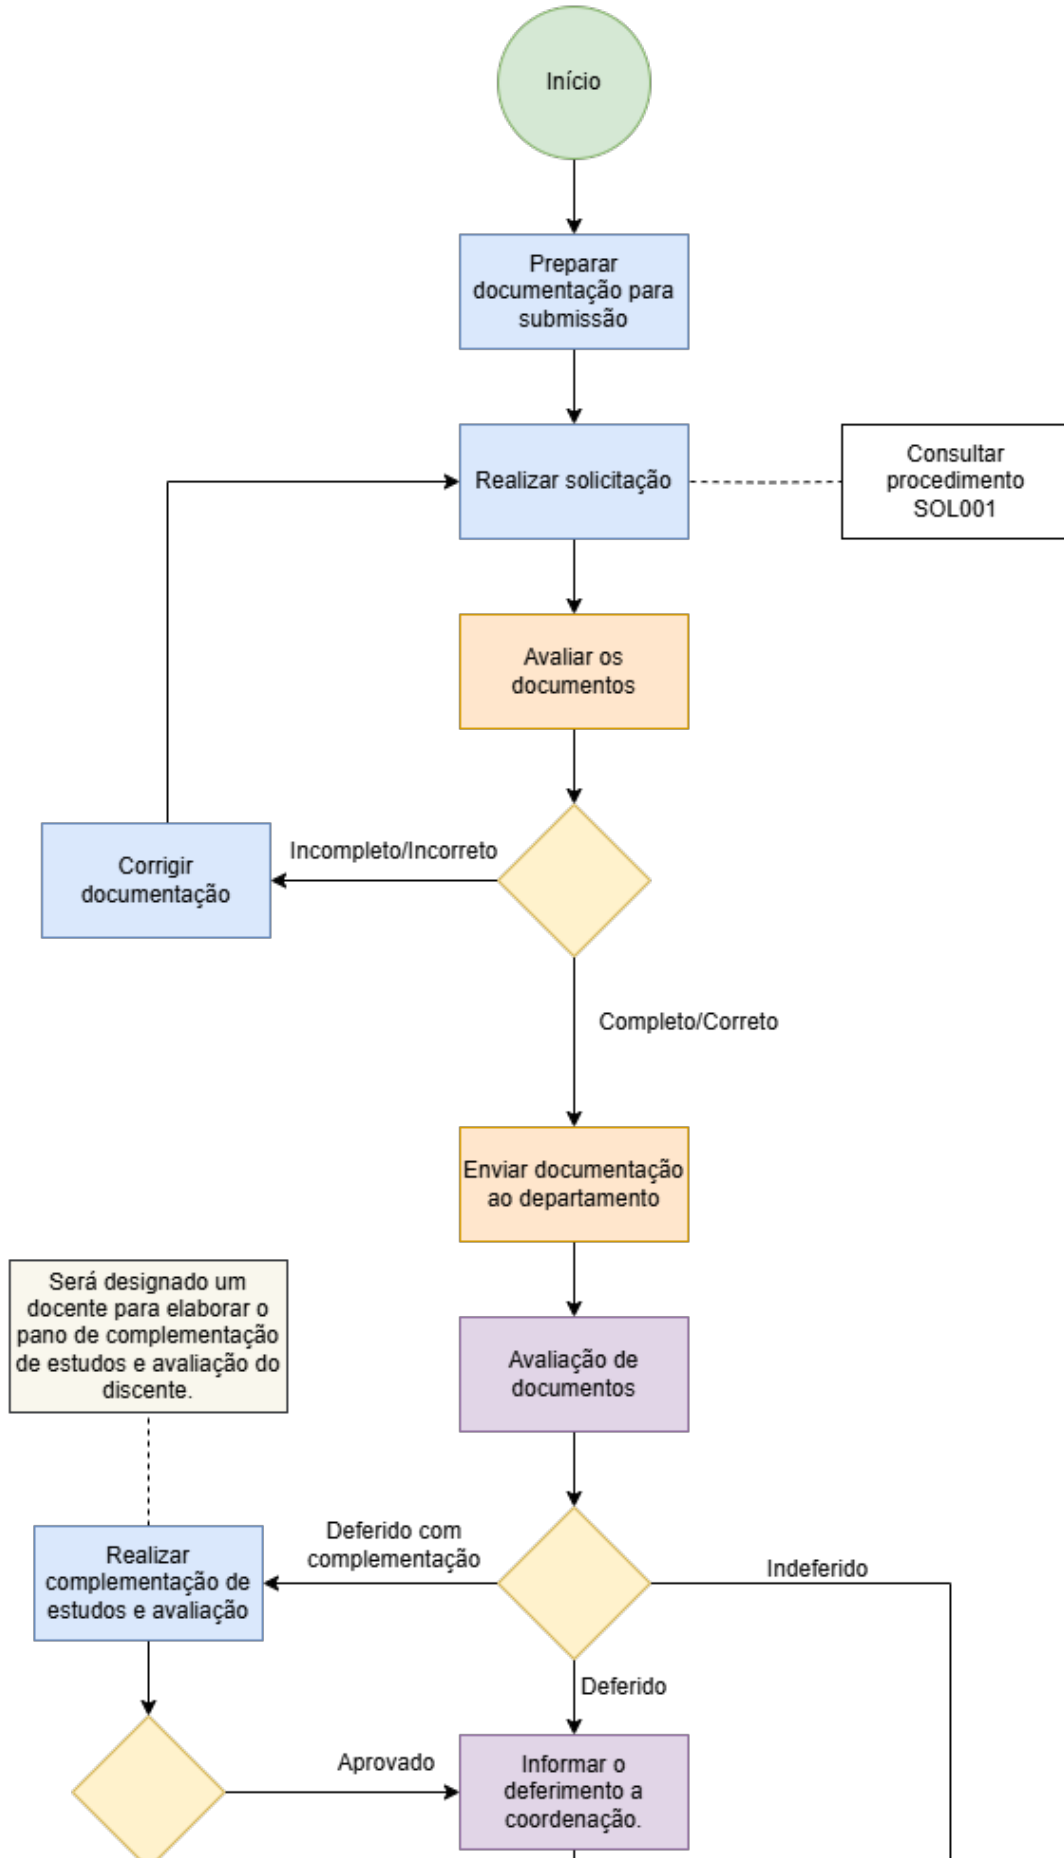 Início
Preparar
documentação para
submissão
Realizar solicitação
Consultar
procedimento
SOL001
Avaliar os
documentos
Incompleto/Incorreto
Corrigir
documentação
Completo/Correto
Enviar documentação
ao departamento
Será designado um
docente para elaborar o
pano de complementação
de estudos e avaliação do
discente.
Avaliação de
documentos
Deferido com
complementação
Indeferido
Realizar
complementação de
estudos e avaliação
Deferido
Aprovado
Informar o
deferimento a
coordenação.